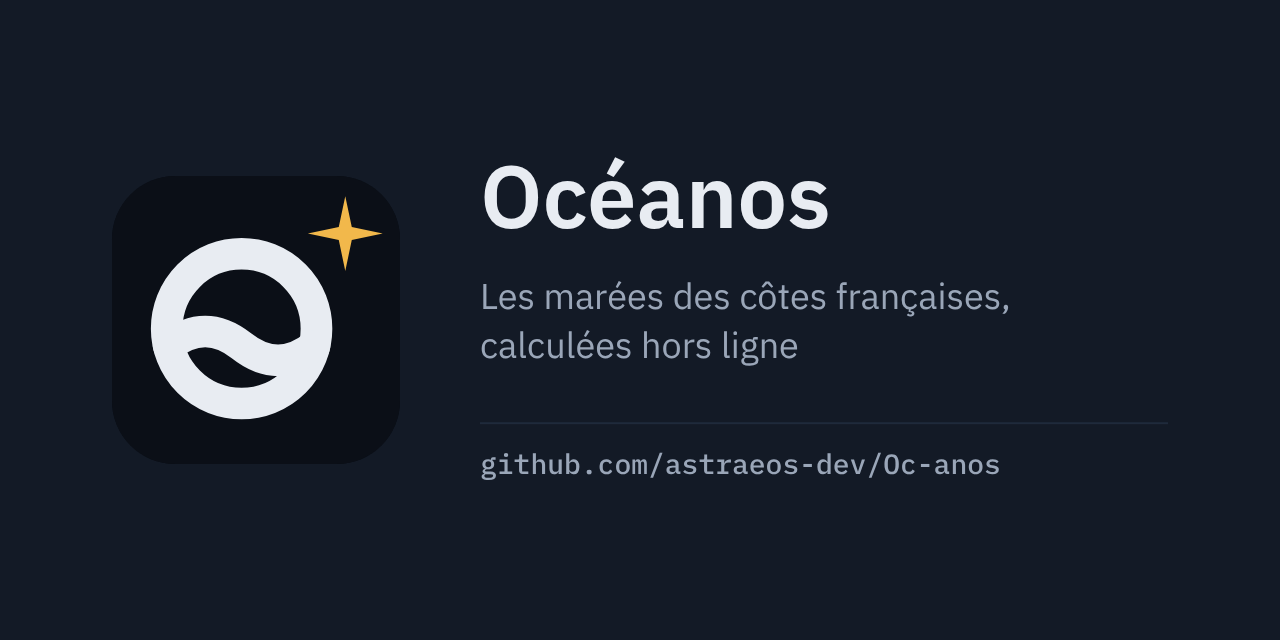 Océanos
Les marées des côtes françaises,
calculées hors ligne
github.com/astraeos-dev/Oc-anos